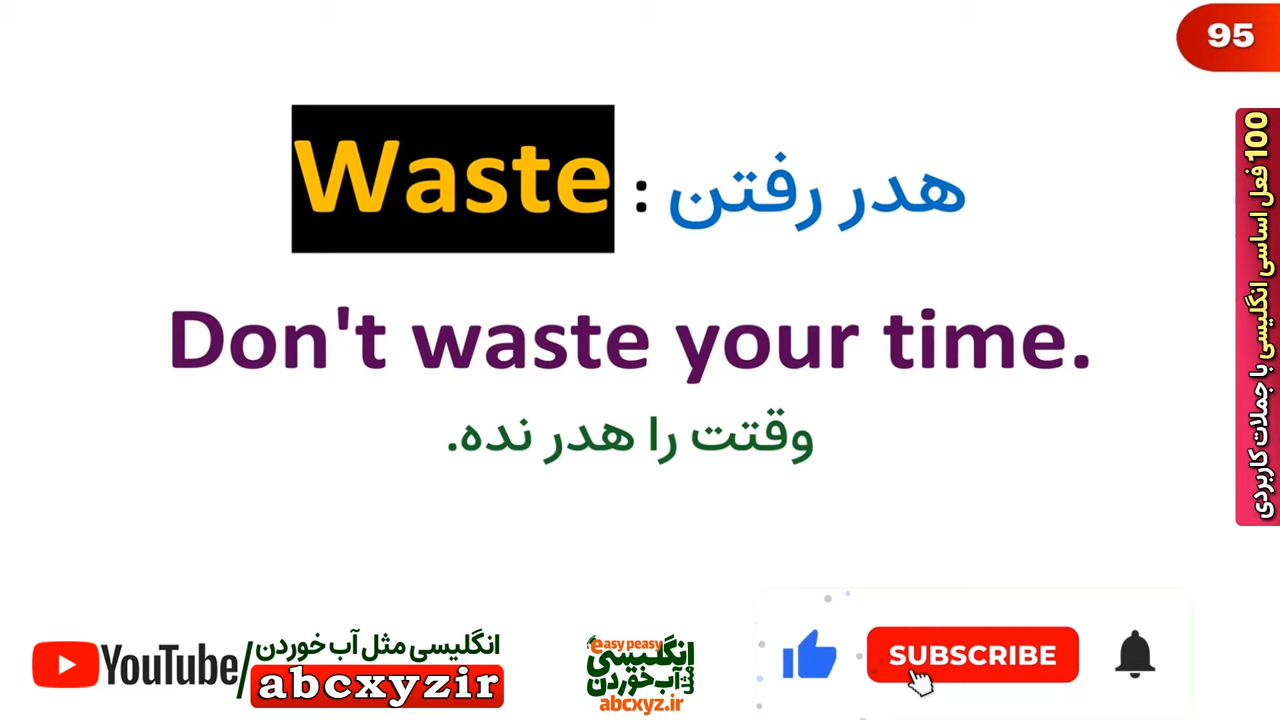 95
Waste : هدر رفتن
Don't waste your time.
وقتت را هدر نده.
100 فعل اساسی انگلیسی با جملات کاربردی
YouTube/ انگلیسی مثل آب خوردن
abcxyzir
easy peasy
انگلیسی
مثل آب خوردن
abcxyz.ir
SUBSCRIBE